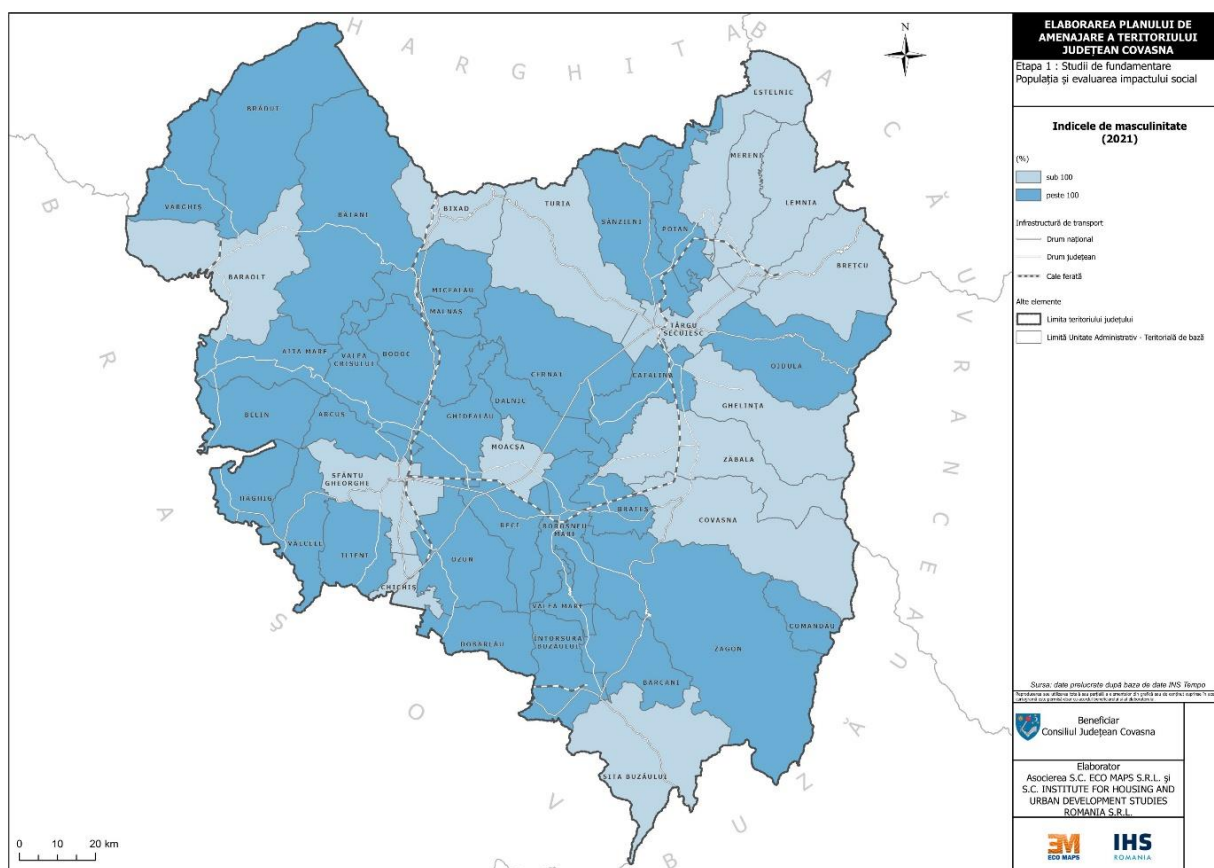 ELABORAREA PLANULUI DE
AMENAJARE A TERITORIULUI
JUDEȚEAN COVASNA
Etapa 1 : Studii de fundamentare
Populația și evaluarea impactului social
Indicele de masculinitate
(2021)
(%)
sub 100
peste 100
Infrastructură de transport
Drum național
Drum județean
Cale ferată
Alte elemente
Limita teritoriului județului
Limită Unitate Administrativ - Teritorială de bază
Sursa: date prelucrate după baza de date INS Tempo
Beneficiar
Consiliul Județean Covasna
Elaborator
Asocierea S.C. ECO MAPS S.R.L. și
S.C. INSTITUTE FOR HOUSING AND
URBAN DEVELOPMENT STUDIES
ROMANIA S.R.L.
ECO MAPS
IHS
ROMANIA
N
HARGHITA
BACĂU
VRANCEA
BUZĂU
BRAȘOV
ESTELNIC
BRĂDUȚ
MERENI
LEMNIA
VÂRGHIȘ
BĂȚANI
BIXAD
TURIA
SÂNZIENI
POIAN
BREȚCU
BARAOLT
MICFALĂU
MALNAȘ
TÂRGU
SECUIESC
OJDULA
AITA MARE
VALEA
CRIȘULUI
BODOC
CERNAT
CATALINA
GHELINȚA
BELIN
ARCUȘ
GHIDFALĂU
DALNIC
MOACȘA
ZĂBALA
SFÂNTU
GHEORGHE
HĂGHIG
VÂLCELE
ILIENI
RECI
BOROȘNEU
MARE
BRATEȘ
COVASNA
OZUN
CHICHIȘ
VALEA MARE
DOBÂRLĂU
ÎNTORSURA
BUZĂULUI
COMANDĂU
ZAGON
BARCANI
SITA BUZĂULUI
0 10 20 km